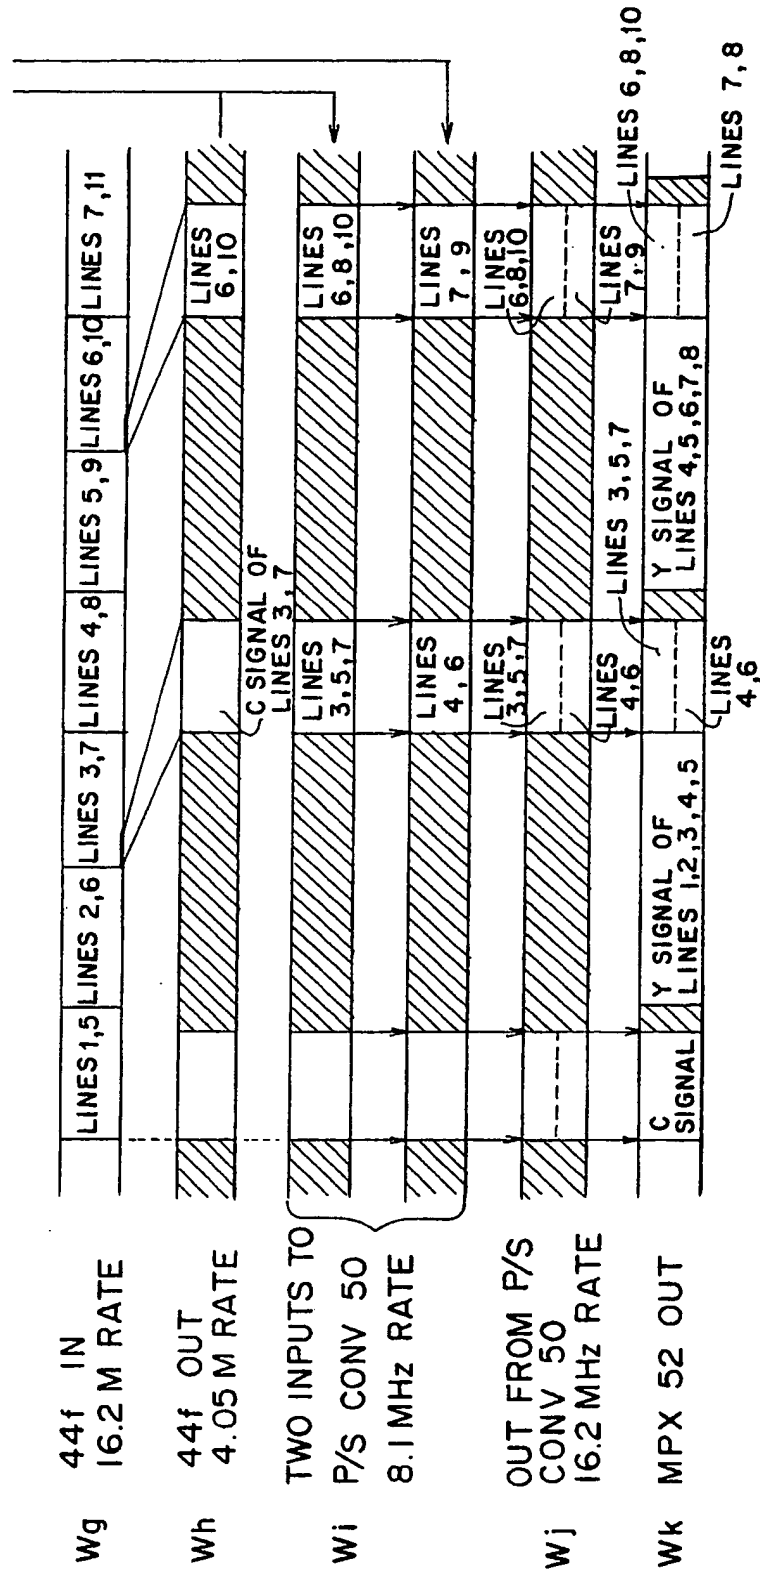 Wg 44f IN
16.2 M RATE
LINES 1,5
LINES 2,6
LINES 3,7
LINES 4,8
LINES 5,9
LINES 6,10
LINES 7,11
Wh 44f OUT
4.05 M RATE
C SIGNAL OF
LINES 3,7
LINES
6,10
Wi TWO INPUTS TO
P/S CONV 50
8.1 MHz RATE
LINES
3,5,7
LINES
6,8,10
LINES
4,6
LINES
7,9
Wj OUT FROM P/S
CONV 50
16.2 MHz RATE
LINES
3,5,7
LINES
4,6
LINES
6,8,10
LINES
7,9
Wk MPX 52 OUT
C
SIGNAL
Y SIGNAL OF
LINES 1,2,3,4,5
LINES 3,5,7
LINES
4,6
Y SIGNAL OF
LINES 4,5,6,7,8
LINES 6,8,10
LINES 7,8